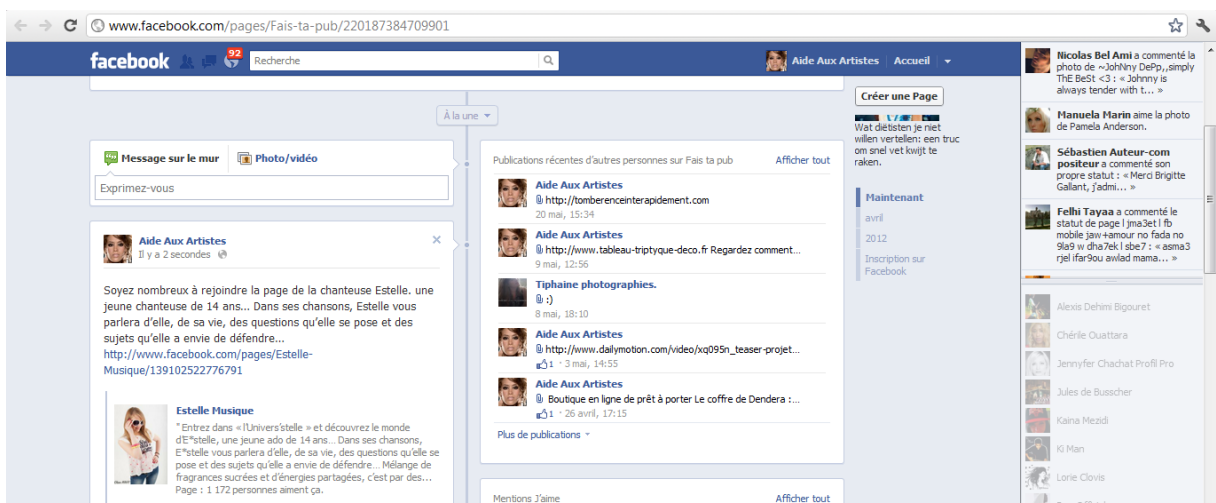 www.facebook.com/pages/Fais-ta-pub/220187384709901
facebook
92
Recherche
Aide Aux Artistes
Accueil
À la une
Message sur le mur
Photo/vidéo
Exprimez-vous
Aide Aux Artistes
Il y a 2 secondes
Soyez nombreux à rejoindre la page de la chanteuse Estelle. une
jeune chanteuse de 14 ans... Dans ses chansons, Estelle vous
parlera d'elle, de sa vie, des questions qu'elle se pose et des
sujets qu'elle a envie de défendre...
http://www.facebook.com/pages/Estelle-
Musique/139102522776791
Estelle Musique
"Entrez dans «l'Univers'stelle » et découvrez le monde
d'E*stelle, une jeune ado de 14 ans... Dans ses chansons,
E*stelle vous parlera d'elle, de sa vie, des questions qu'elle se
pose et des sujets qu'elle a envie de défendre... Mélange de
fragrances sucrées et d'énergies partagées, c'est par des...
Page : 1 172 personnes aiment ça.
Publications récentes d'autres personnes sur Fais ta pub
Afficher tout
Aide Aux Artistes
http://tomberenceinterapidement.com
20 mai, 15:34
Aide Aux Artistes
http://www.tableau-triptyque-deco.fr Regardez comment...
9 mai, 12:56
Tiphaine photographies.
:)
8 mai, 18:10
Aide Aux Artistes
http://www.dailymotion.com/video/xq095n_teaser-projet...
1 · 3 mai, 14:55
Aide Aux Artistes
Boutique en ligne de prêt à porter Le coffre de Dendera :...
1 · 26 avril, 17:15
Plus de publications
Mentions J'aime
Afficher tout
Créer une Page
Wat diëtisten je niet
willen vertellen: een truc
om snel vet kwijt te
raken.
Maintenant
avril
2012
Inscription sur
Facebook
Nicolas Bel Ami a commenté la
photo de ~JohNny DePp,,simply
ThE BeSt <3 : « Johnny is
always tender with t... »
Manuela Marin aime la photo
de Pamela Anderson.
Sébastien Auteur-com
positeur a commenté son
propre statut : « Merci Brigitte
Gallant, j'admi... »
Felhi Tayaa a commenté le
statut de page l jma3et l fb
mobile jaw+amour no fada no
9la9 w dha7ek l sbe7 : « asma3
rjel ifar9ou awlad mama... »
Alexis Dehimi Bigouret
Chérile Ouattara
Jennyfer Chachat Profil Pro
Jules de Busscher
Kaina Mezidi
Ki Man
Lorie Clovis